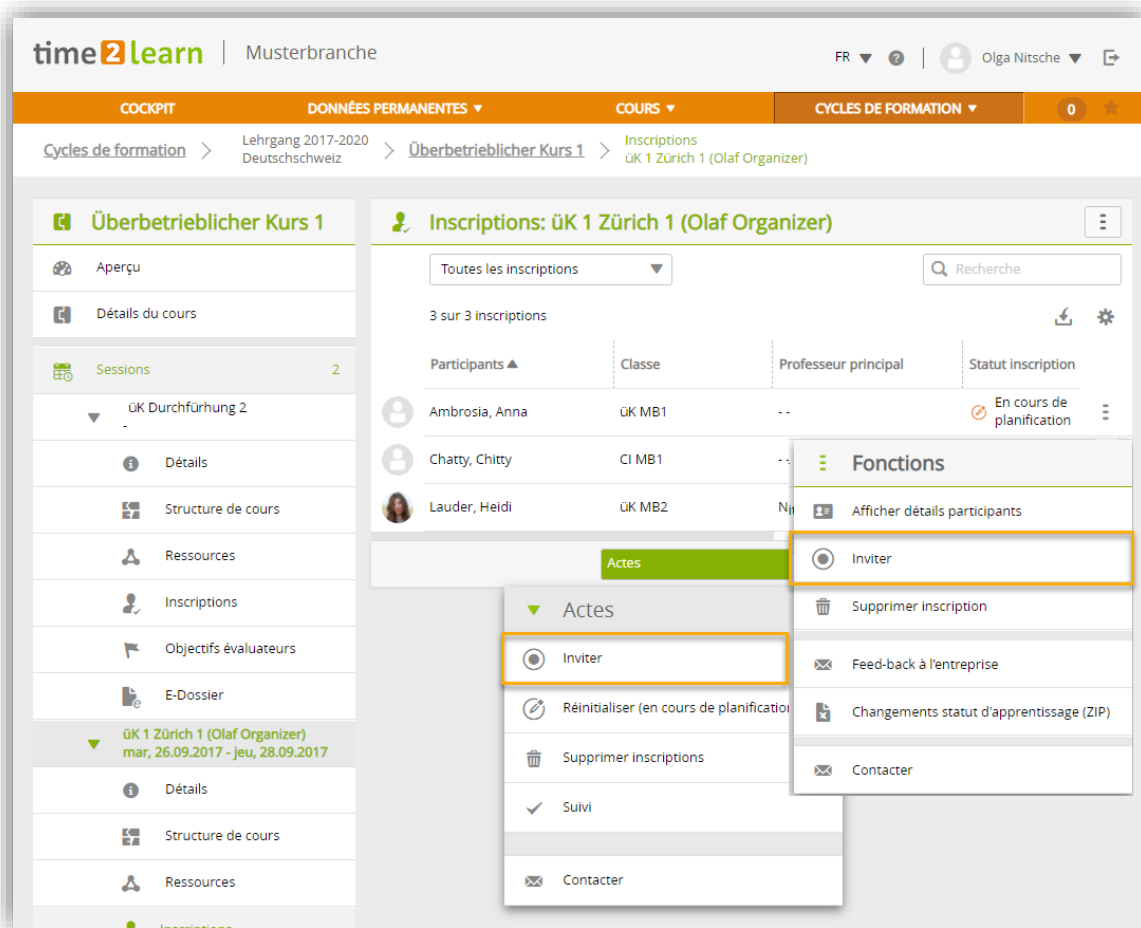 time2learn | Musterbranche
FR
Olga Nitsche
COCKPIT
DONNÉES PERMANENTES
COURS
CYCLES DE FORMATION
0
Cycles de formation
Lehrgang 2017-2020
Deutschschweiz
Überbetrieblicher Kurs 1
Inscriptions
üK 1 Zürich 1 (Olaf Organizer)
Überbetrieblicher Kurs 1
Aperçu
Détails du cours
Sessions 2
üK Durchfürhung 2
-
Détails
Structure de cours
Ressources
Inscriptions
Objectifs évaluateurs
E-Dossier
üK 1 Zürich 1 (Olaf Organizer)
mar, 26.09.2017 - jeu, 28.09.2017
Détails
Structure de cours
Ressources
Inscriptions: üK 1 Zürich 1 (Olaf Organizer)
Toutes les inscriptions
Recherche
3 sur 3 inscriptions
Participants Classe Professeur principal Statut inscription
Ambrosia, Anna üK MB1 - - En cours de
planification
Chatty, Chitty CI MB1 - -
Lauder, Heidi üK MB2
Actes
Actes
Inviter
Réinitialiser (en cours de planification
Supprimer inscriptions
Suivi
Contacter
Fonctions
Afficher détails participants
Inviter
Supprimer inscription
Feed-back à l'entreprise
Changements statut d'apprentissage (ZIP)
Contacter